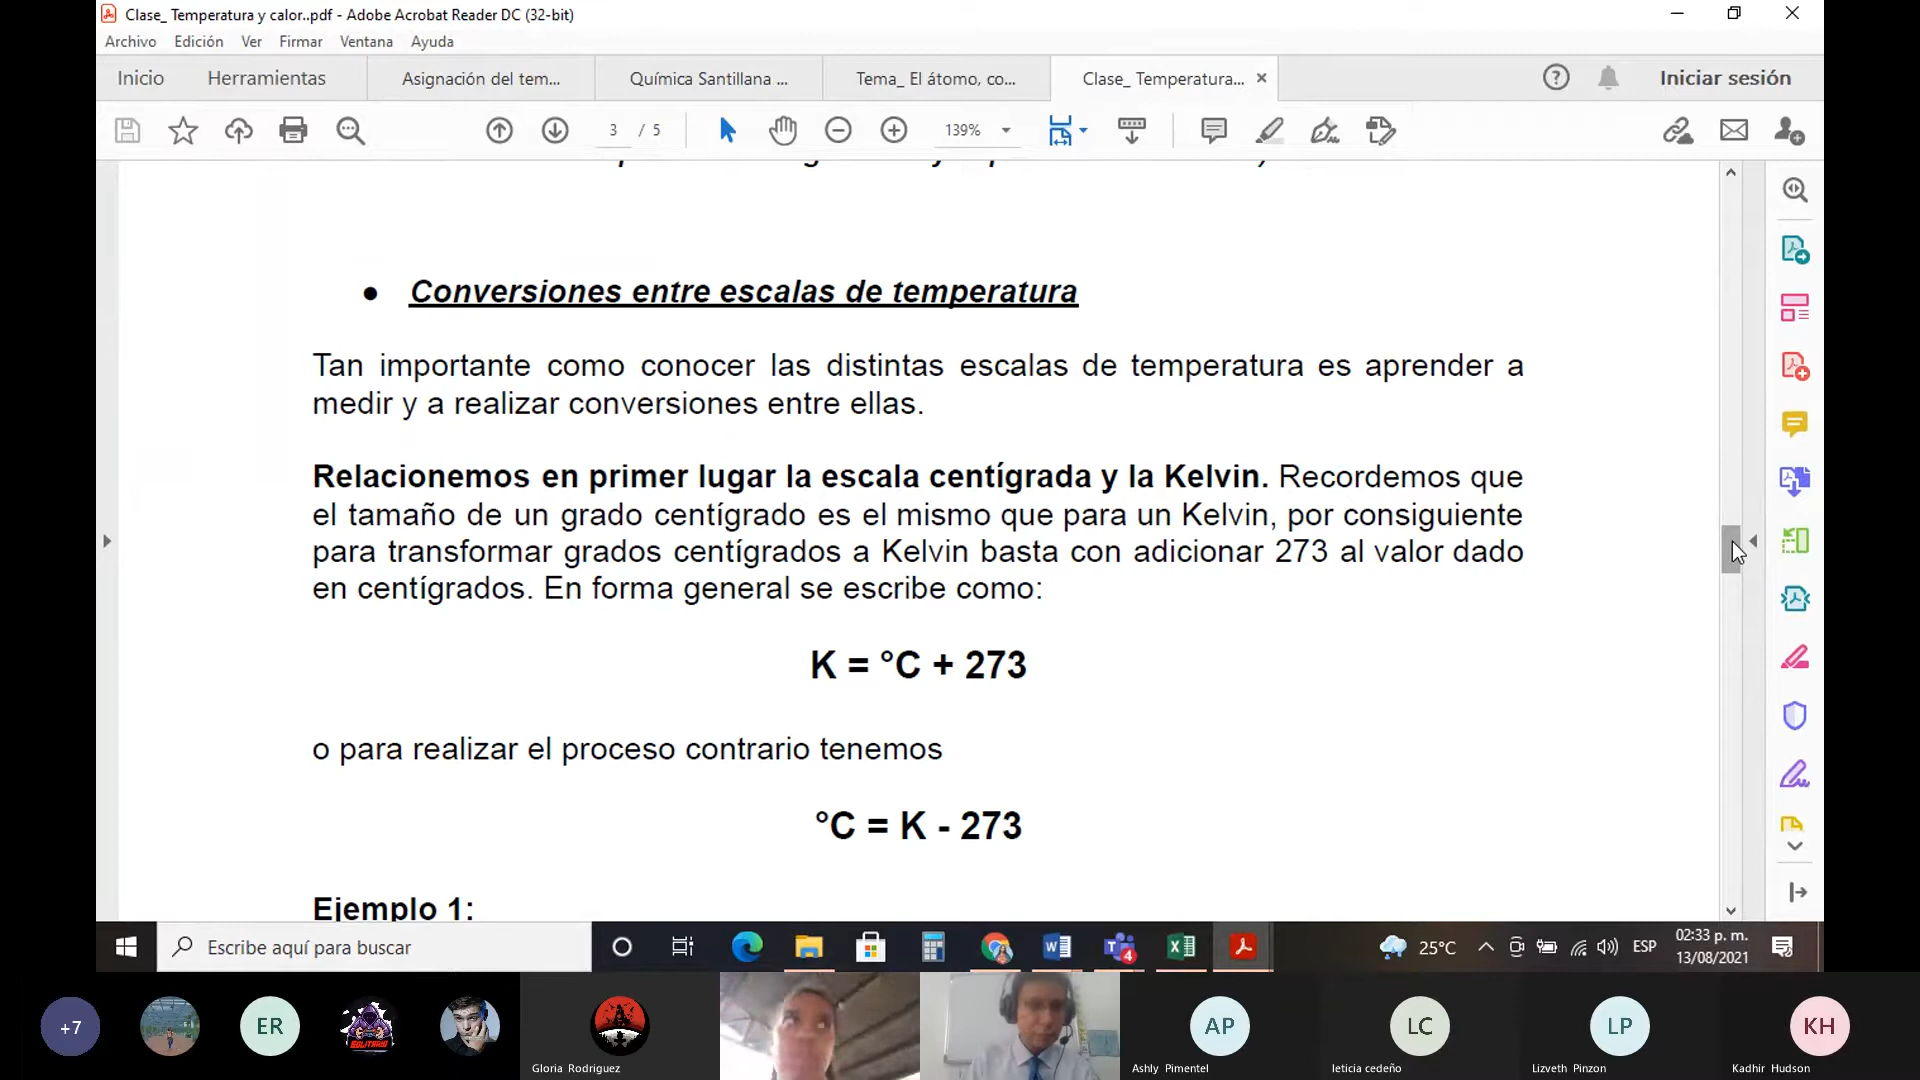 Clase_ Temperatura y calor..pdf - Adobe Acrobat Reader DC (32-bit)
Archivo Edición Ver Firmar Ventana Ayuda
Inicio Herramientas Asignación del tem... Química Santillana ... Tema_ El átomo, co... Clase_ Temperatura... Iniciar sesión
3 / 5 139%
• Conversiones entre escalas de temperatura
Tan importante como conocer las distintas escalas de temperatura es aprender a
medir y a realizar conversiones entre ellas.
Relacionemos en primer lugar la escala centígrada y la Kelvin. Recordemos que
el tamaño de un grado centígrado es el mismo que para un Kelvin, por consiguiente
para transformar grados centígrados a Kelvin basta con adicionar 273 al valor dado
en centígrados. En forma general se escribe como:
K = °C + 273
o para realizar el proceso contrario tenemos
°C = K - 273
Ejemplo 1:
Escribe aquí para buscar
4
25°C
ESP
02:33 p. m.
13/08/2021
+7
ER
SOLITARIO
AP
LC
LP
KH
Gloria Rodriguez
Ashly Pimentel
leticia cedeño
Lizveth Pinzon
Kadhir Hudson